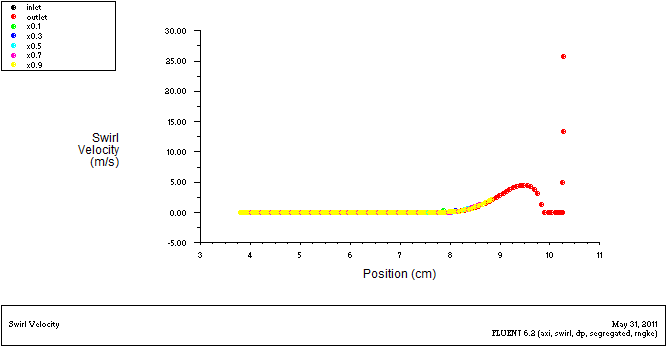 inlet
outlet
x0.1
x0.3
x0.5
x0.7
x0.9
30.00
25.00
20.00
15.00
10.00
5.00
0.00
-5.00
Swirl
Velocity
(m/s)
3 4 5 6 7 8 9 10 11
Position (cm)
Swirl Velocity
May 31, 2011
FLUENT 6.2 (axi, swirl, dp, segregated, rngke)